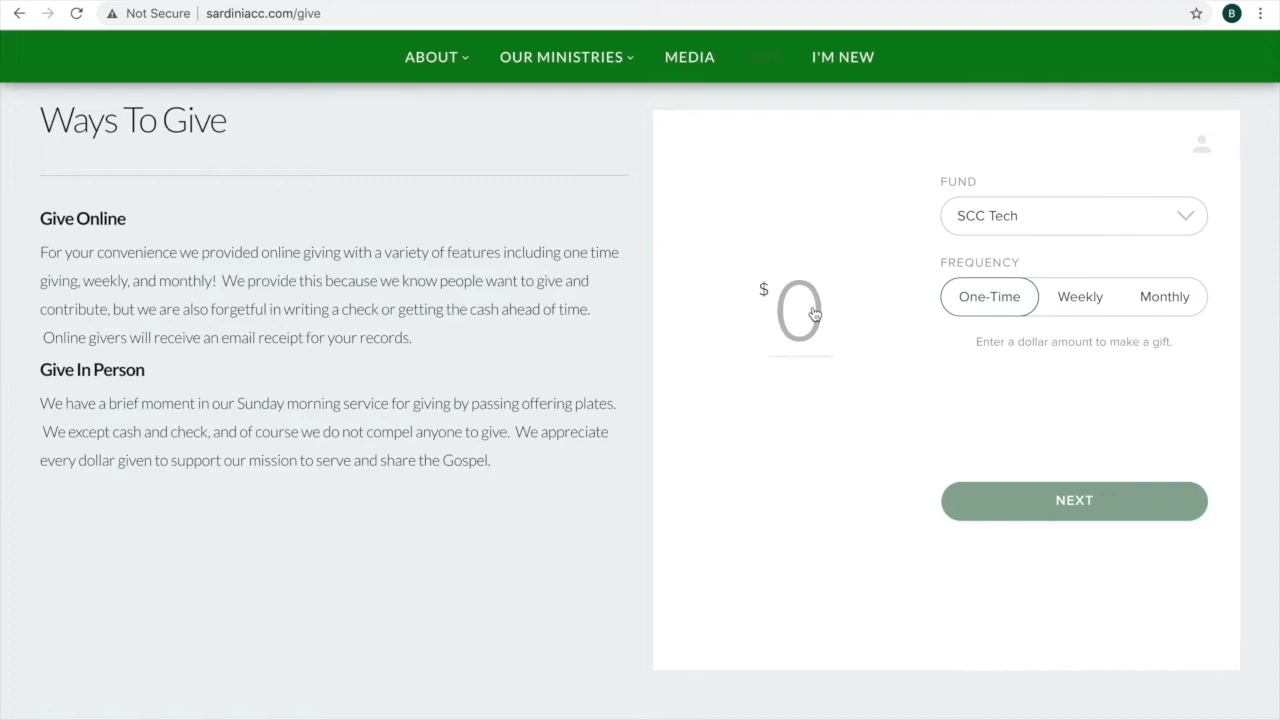 Not Secure sardiniacc.com/give
B
ABOUT OUR MINISTRIES MEDIA GIVE I'M NEW
Ways To Give
Give Online
For your convenience we provided online giving with a variety of features including one time
giving, weekly, and monthly! We provide this because we know people want to give and
contribute, but we are also forgetful in writing a check or getting the cash ahead of time.
Online givers will receive an email receipt for your records.
Give In Person
We have a brief moment in our Sunday morning service for giving by passing offering plates.
We except cash and check, and of course we do not compel anyone to give. We appreciate
every dollar given to support our mission to serve and share the Gospel.
$ 0
FUND
SCC Tech
FREQUENCY
One-Time Weekly Monthly
Enter a dollar amount to make a gift.
NEXT